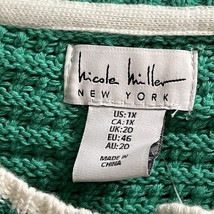 nicole miller
NEW YORK
US: 1X
CA: 1X
UK: 20
EU: 46
AU: 20
MADE IN
CHINA